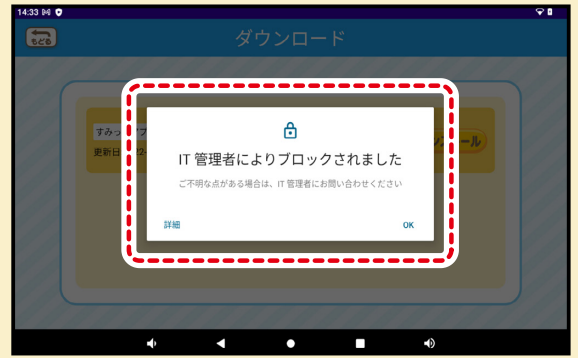 14:33
もどる
ダウンロード
すみっ
更新日
ール
IT 管理者によりブロックされました
ご不明な点がある場合は、IT 管理者にお問い合わせください
詳細
OK